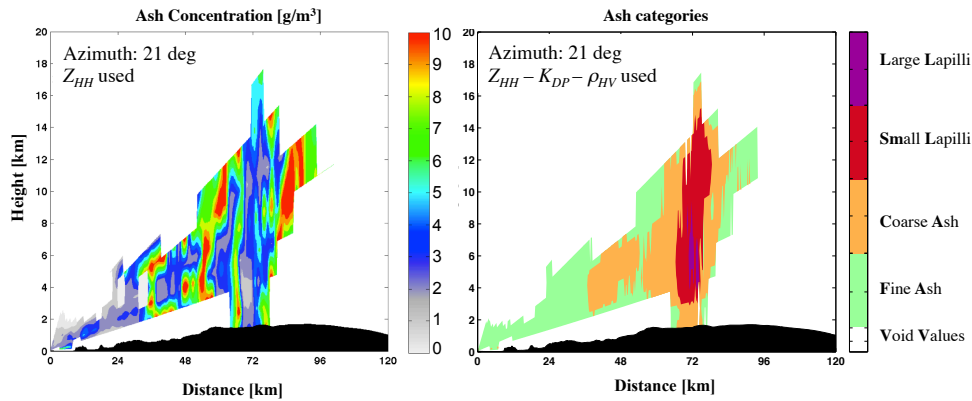 Ash Concentration [g/m³]
Azimuth: 21 deg
Z_HH used
Height [km]
20
18
16
14
12
10
8
6
4
2
0
0 24 48 72 96 120
Distance [km]
10
9
8
7
6
5
4
3
2
1
0
Ash categories
Azimuth: 21 deg
Z_HH – K_DP – ρ_HV used
20
18
16
14
12
8
6
4
2
0
0 24 48 72 96 120
Distance [km]
Large Lapilli
Small Lapilli
Coarse Ash
Fine Ash
Void Values